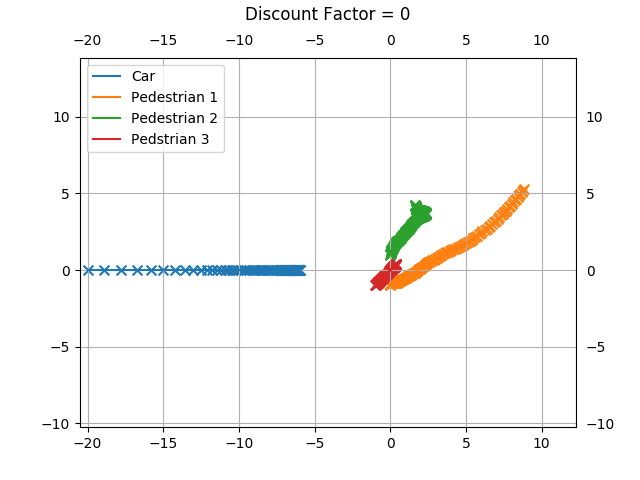 Discount Factor = 0
−20 −15 −10 −5 0 5 10
Car
Pedestrian 1
Pedestrian 2
Pedstrian 3
10 10
5 5
0 0
−5 −5
−10 −10
−20 −15 −10 −5 0 5 10